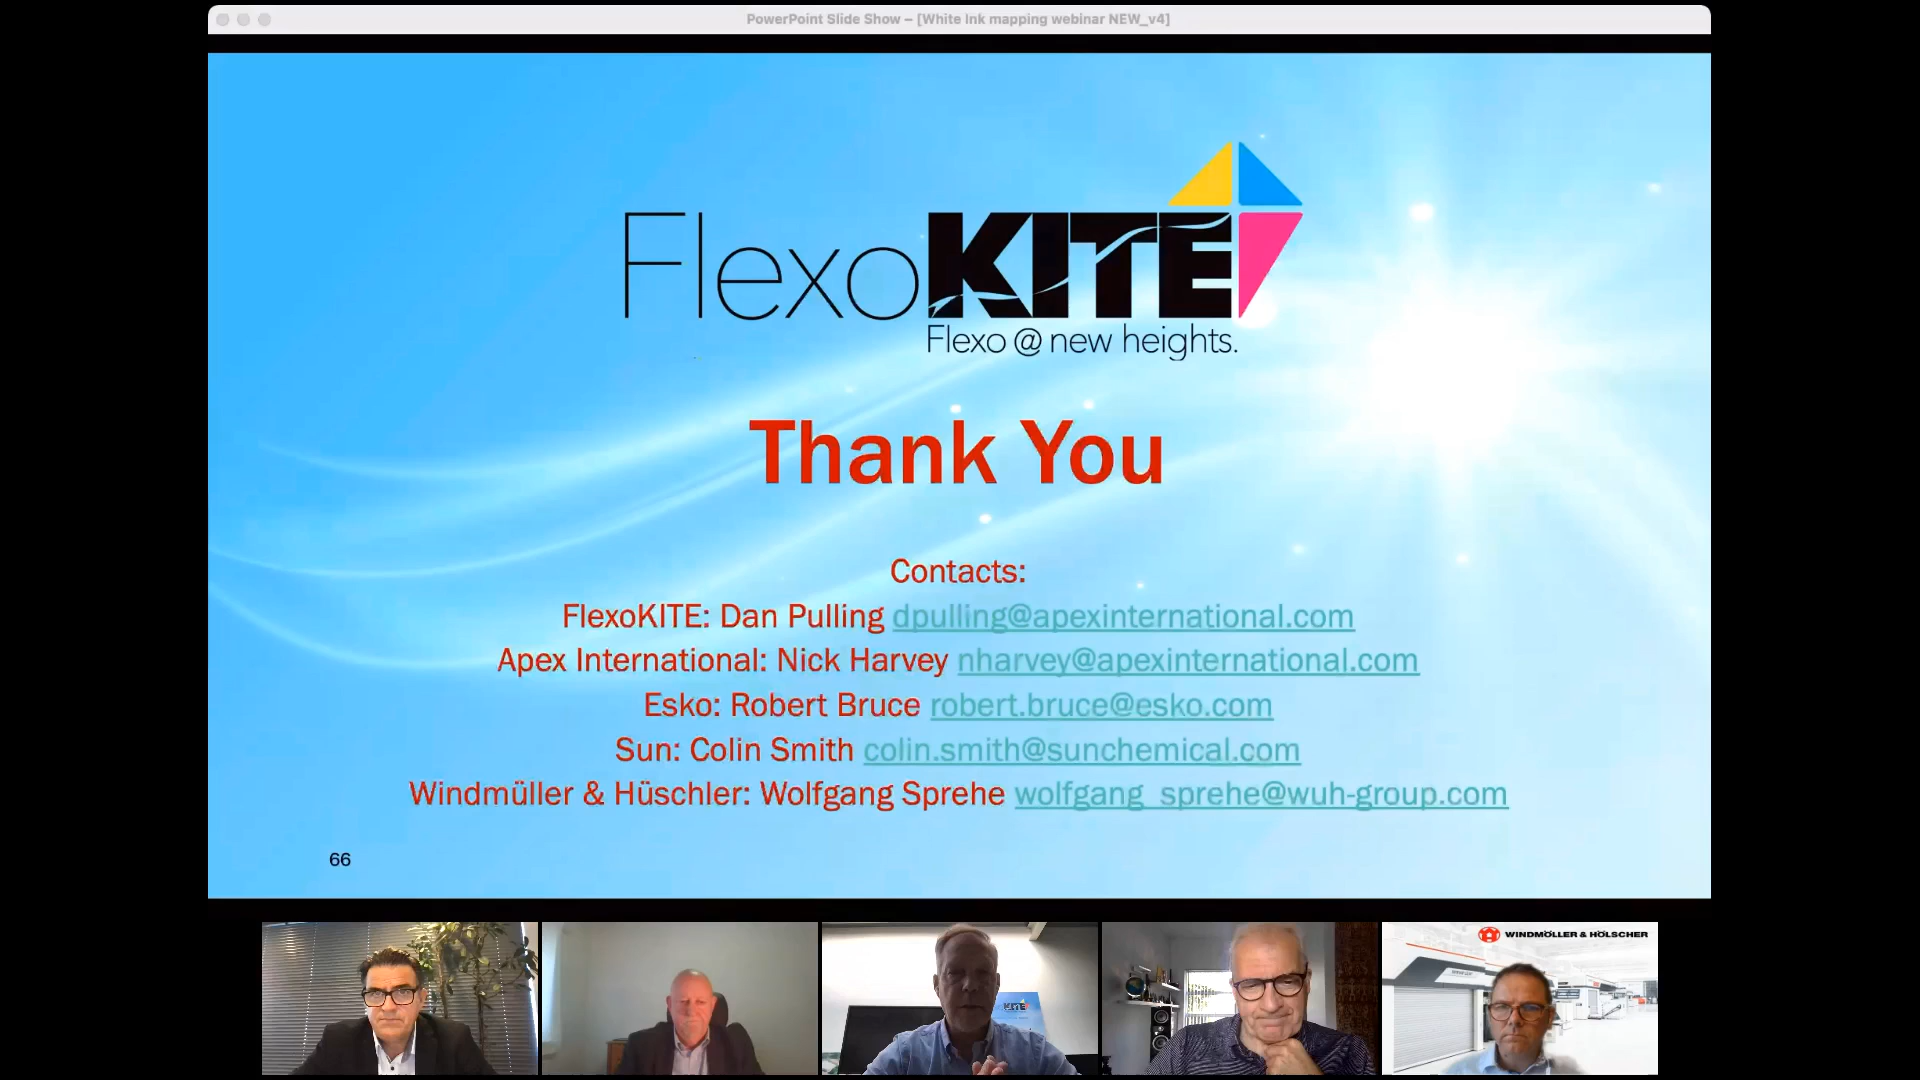 PowerPoint Slide Show – [White Ink mapping webinar NEW_v4]
FlexoKITE
Flexo @ new heights.
Thank You
Contacts:
FlexoKITE: Dan Pulling dpulling@apexinternational.com
Apex International: Nick Harvey nharvey@apexinternational.com
Esko: Robert Bruce robert.bruce@esko.com
Sun: Colin Smith colin.smith@sunchemical.com
Windmüller & Hüschler: Wolfgang Sprehe wolfgang_sprehe@wuh-group.com
66
KITE
WINDMÖLLER & HÖLSCHER